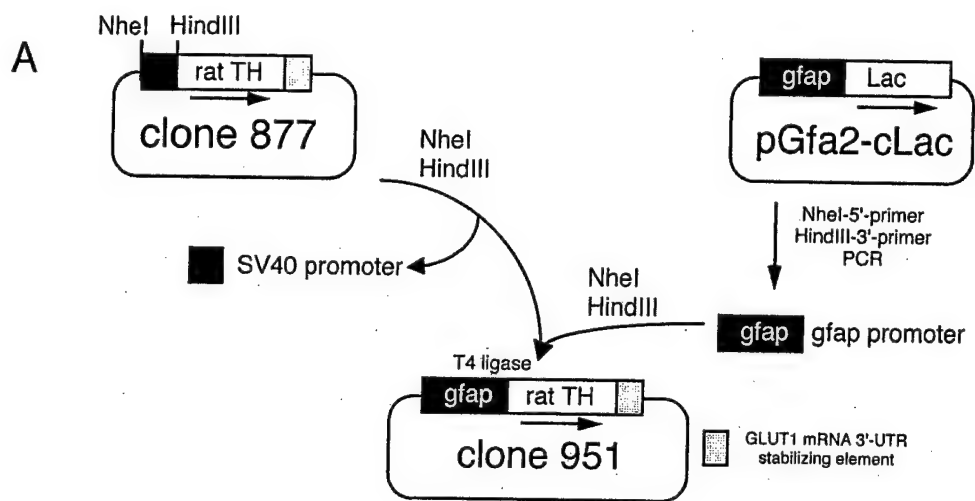 A
NheI HindIII
rat TH
clone 877
gfap Lac
pGfa2-cLac
NheI
HindIII
NheI-5'-primer
HindIII-3'-primer
PCR
SV40 promoter
NheI
HindIII
gfap gfap promoter
T4 ligase
gfap rat TH
clone 951
GLUT1 mRNA 3'-UTR
stabilizing element